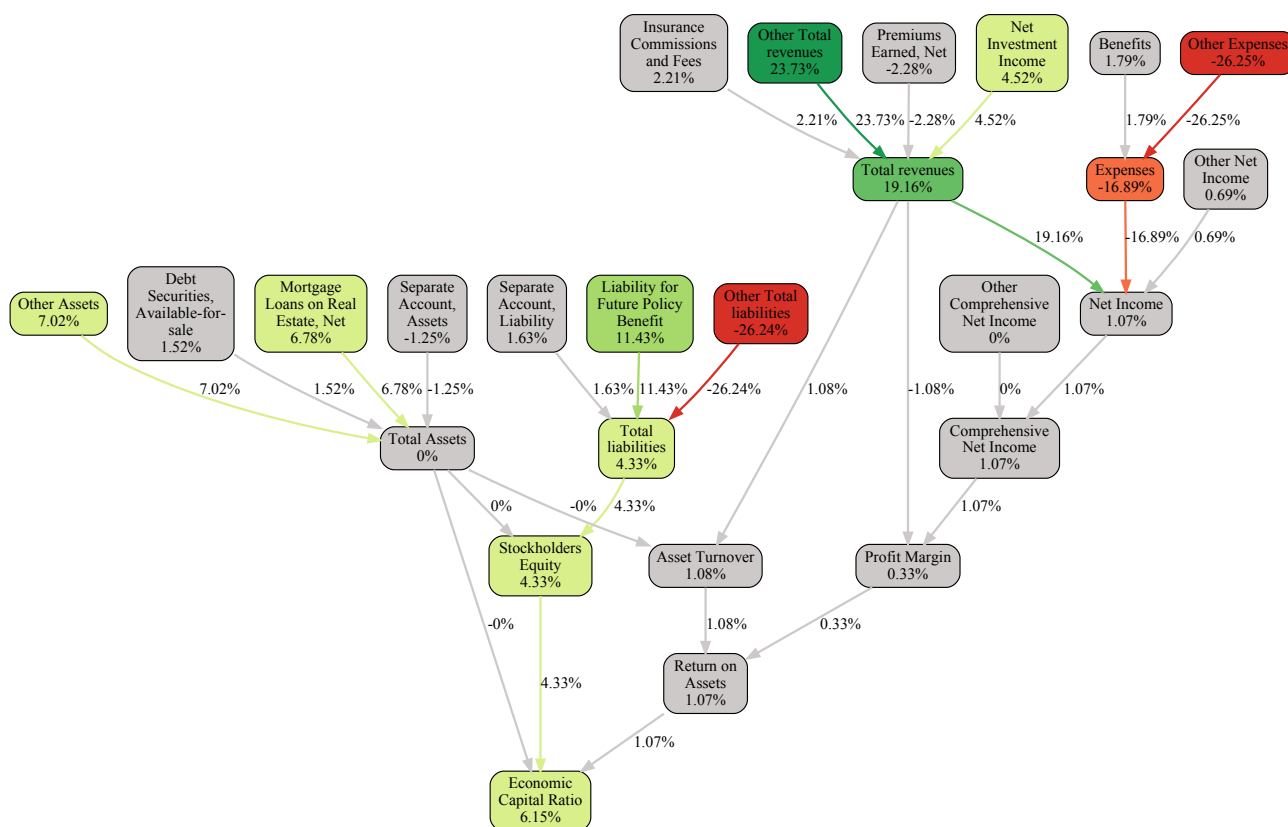 Insurance
Commissions
and Fees
2.21%
Other Total
revenues
23.73%
Premiums
Earned, Net
-2.28%
Net
Investment
Income
4.52%
Benefits
1.79%
Other Expenses
-26.25%
2.21%
23.73%
-2.28%
4.52%
1.79%
-26.25%
Total revenues
19.16%
Expenses
-16.89%
Other Net
Income
0.69%
19.16%
-16.89%
0.69%
Other Assets
7.02%
Debt
Securities,
Available-for-
sale
1.52%
Mortgage
Loans on Real
Estate, Net
6.78%
Separate
Account,
Assets
-1.25%
Separate
Account,
Liability
1.63%
Liability for
Future Policy
Benefit
11.43%
Other Total
liabilities
-26.24%
Other
Comprehensive
Net Income
0%
Net Income
1.07%
7.02%
1.52%
6.78%
-1.25%
1.63%
11.43%
-26.24%
1.08%
-1.08%
0%
1.07%
Total Assets
0%
Total
liabilities
4.33%
Comprehensive
Net Income
1.07%
0%
-0%
4.33%
1.07%
Stockholders
Equity
4.33%
Asset Turnover
1.08%
Profit Margin
0.33%
-0%
1.08%
0.33%
4.33%
Return on
Assets
1.07%
1.07%
Economic
Capital Ratio
6.15%